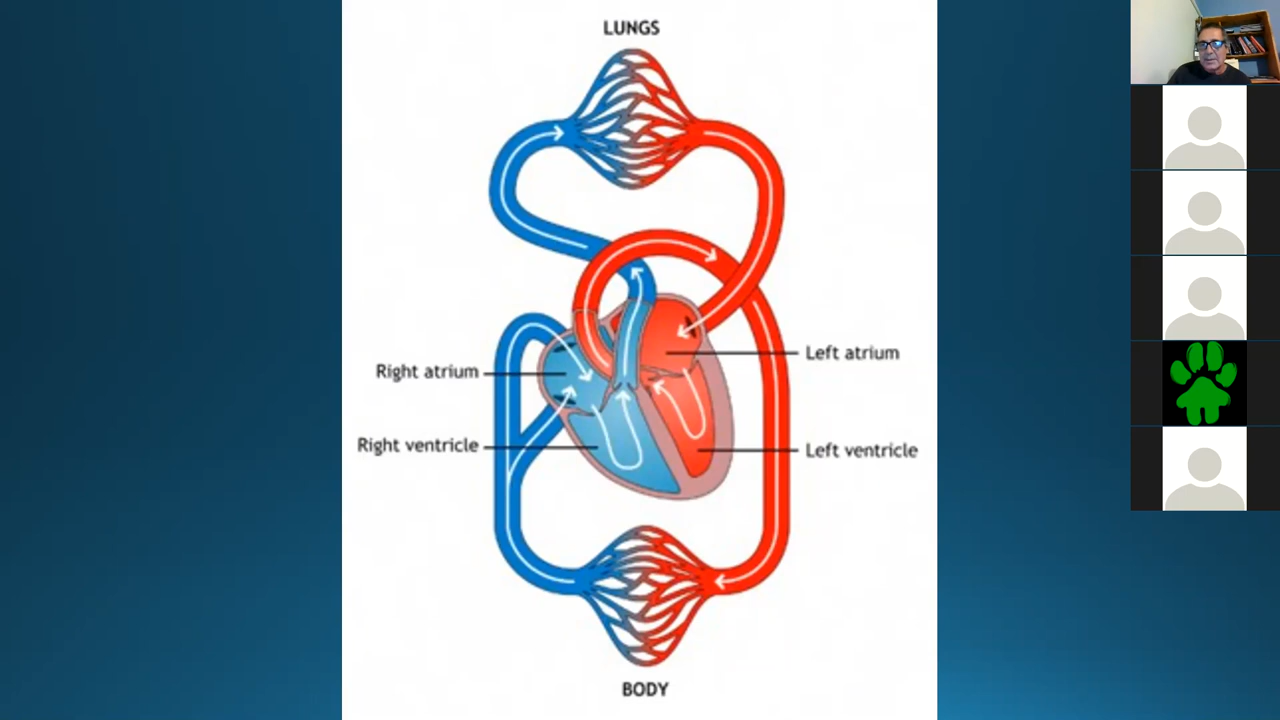 LUNGS
Right atrium
Left atrium
Right ventricle
Left ventricle
BODY